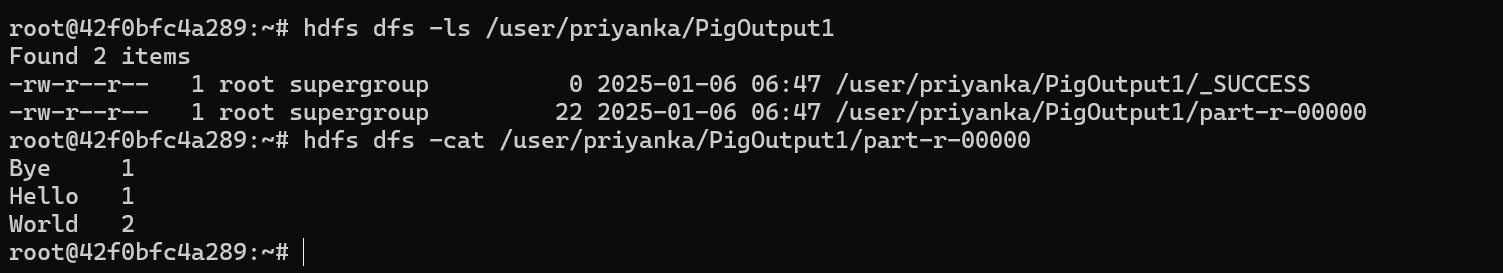 root@42f0bfc4a289:~# hdfs dfs -ls /user/priyanka/PigOutput1
Found 2 items
-rw-r--r--   1 root supergroup          0 2025-01-06 06:47 /user/priyanka/PigOutput1/_SUCCESS
-rw-r--r--   1 root supergroup         22 2025-01-06 06:47 /user/priyanka/PigOutput1/part-r-00000
root@42f0bfc4a289:~# hdfs dfs -cat /user/priyanka/PigOutput1/part-r-00000
Bye     1
Hello   1
World   2
root@42f0bfc4a289:~#